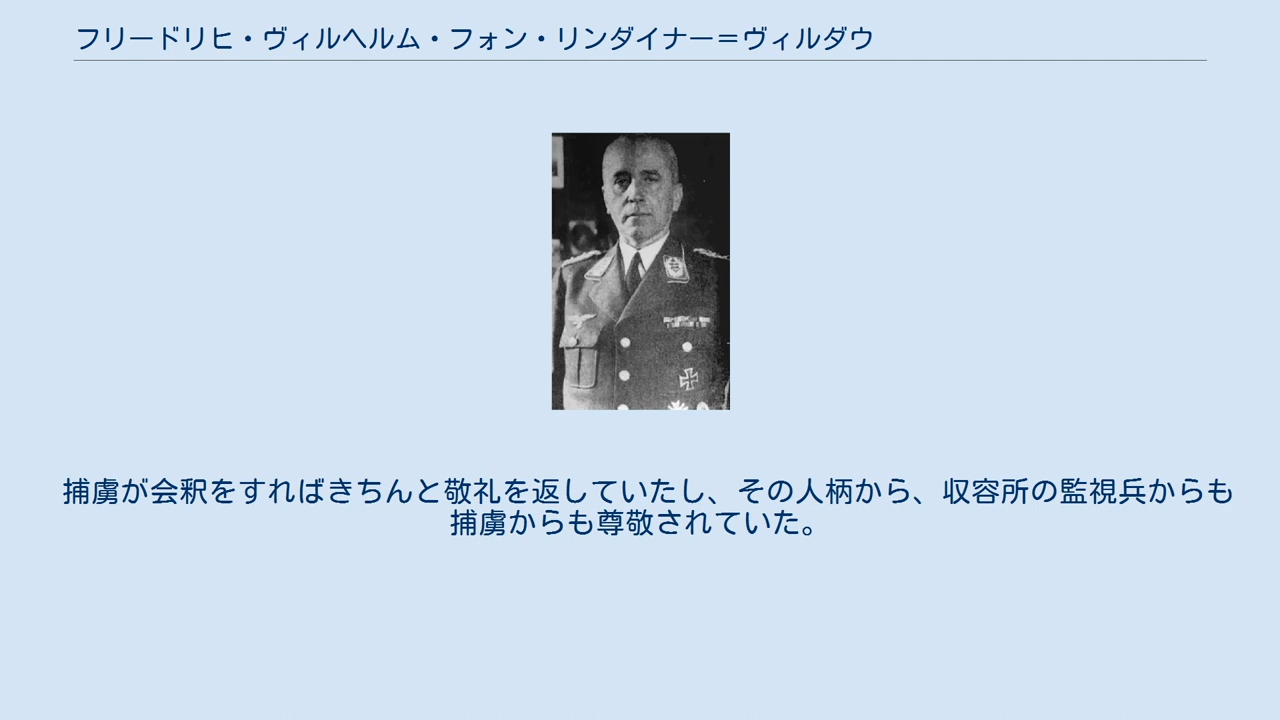 フリードリヒ・ヴィルヘルム・フォン・リンダイナー＝ヴィルダウ
捕虜が会釈をすればきちんと敬礼を返していたし、その人柄から、収容所の監視兵からも
捕虜からも尊敬されていた。